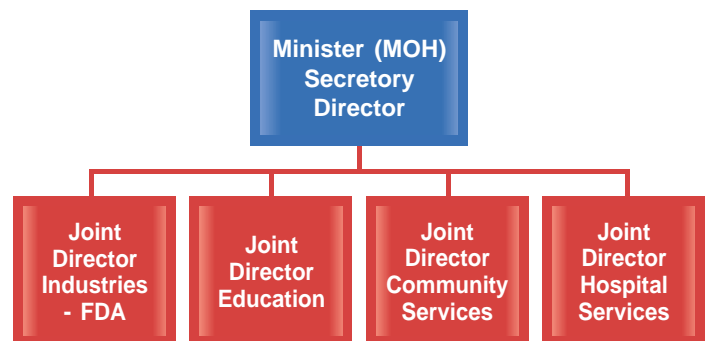 Minister (MOH)
Secretory
Director
Joint
Director
Industries
- FDA
Joint
Director
Education
Joint
Director
Community
Services
Joint
Director
Hospital
Services